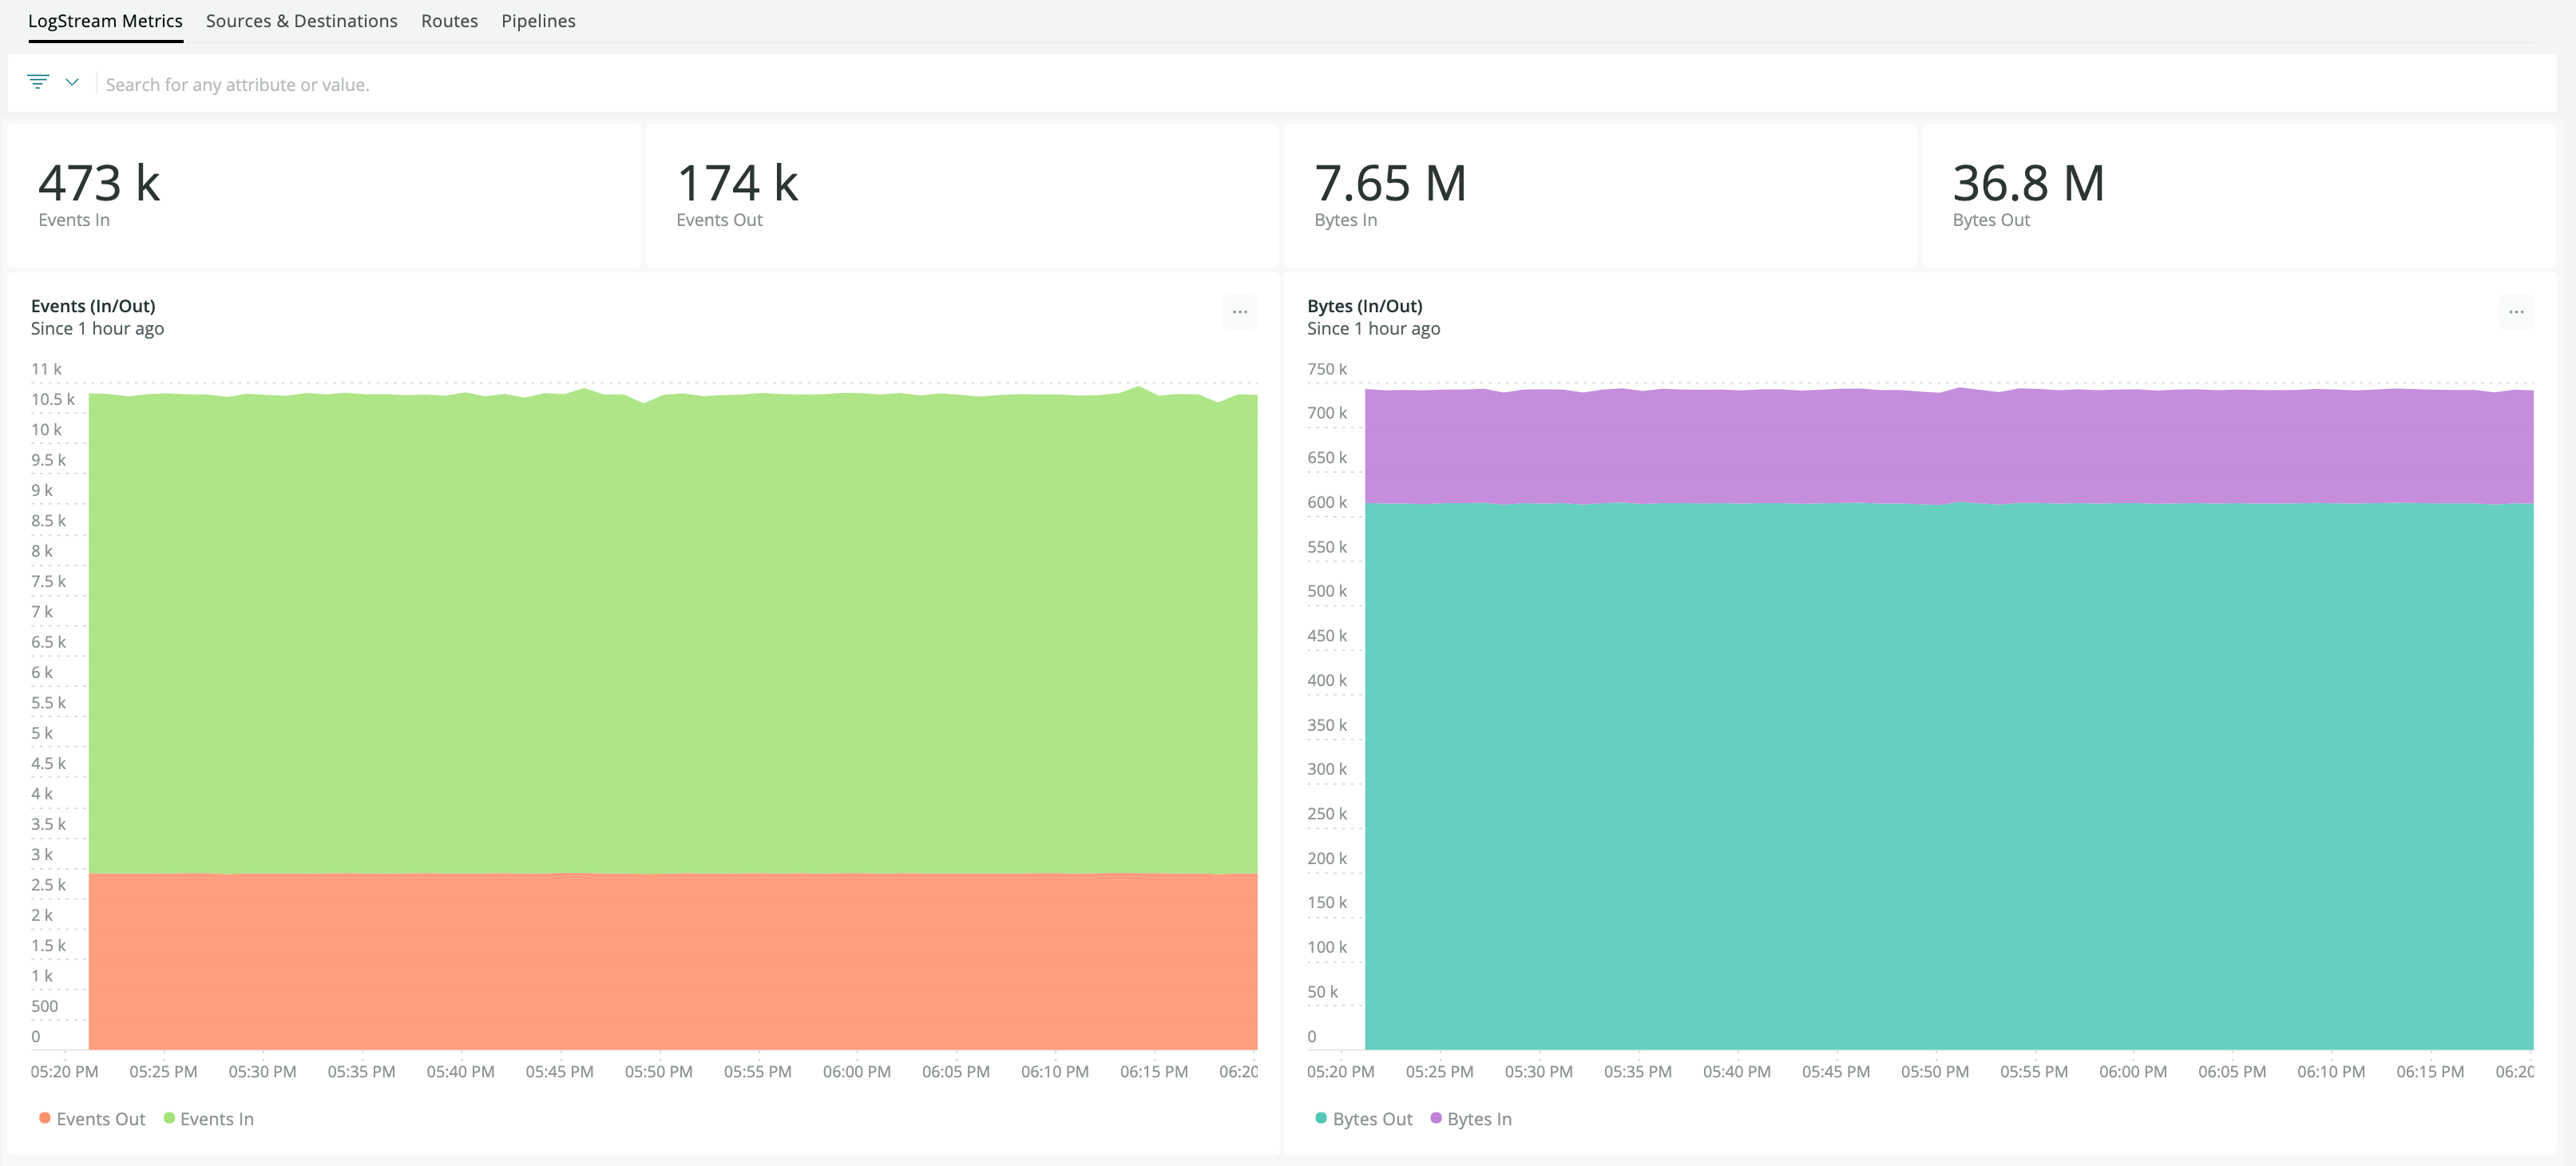 LogStream Metrics Sources & Destinations Routes Pipelines
Search for any attribute or value.
473 k
Events In
174 k
Events Out
7.65 M
Bytes In
36.8 M
Bytes Out
Events (In/Out)
Since 1 hour ago
...
11 k
10.5 k
10 k
9.5 k
9 k
8.5 k
8 k
7.5 k
7 k
6.5 k
6 k
5.5 k
5 k
4.5 k
4 k
3.5 k
3 k
2.5 k
2 k
1.5 k
1 k
500
0
05:20 PM 05:25 PM 05:30 PM 05:35 PM 05:40 PM 05:45 PM 05:50 PM 05:55 PM 06:00 PM 06:05 PM 06:10 PM 06:15 PM 06:20
Events Out Events In
Bytes (In/Out)
Since 1 hour ago
...
750 k
700 k
650 k
600 k
550 k
500 k
450 k
400 k
350 k
300 k
250 k
200 k
150 k
100 k
50 k
0
05:20 PM 05:25 PM 05:30 PM 05:35 PM 05:40 PM 05:45 PM 05:50 PM 05:55 PM 06:00 PM 06:05 PM 06:10 PM 06:15 PM 06:20
Bytes Out Bytes In